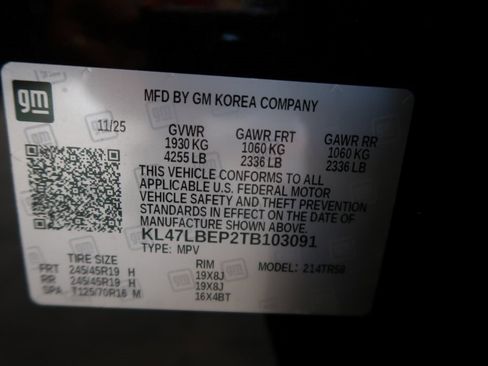 gm
MFD BY GM KOREA COMPANY
11/25
GVWR GAWR FRT GAWR RR
1930 KG 1060 KG 1060 KG
4255 LB 2336 LB 2336 LB
THIS VEHICLE CONFORMS TO ALL
APPLICABLE U.S. FEDERAL MOTOR
VEHICLE SAFETY AND THEFT PREVENTION
STANDARDS IN EFFECT ON THE DATE OF
MANUFACTURE SHOWN ABOVE.
KL47LBEP2TB103091
TYPE: MPV
TIRE SIZE RIM MODEL: 214TR58
FRT 245/45R19 H 19X8J
RR 245/45R19 H 19X8J
SPA T125/70R16 M 16X4BT